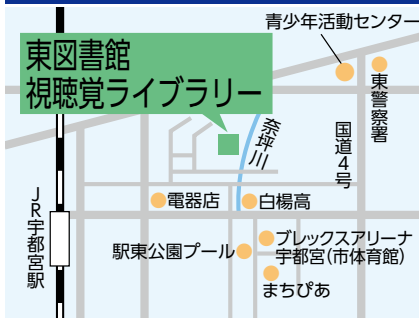 青少年活動センター
東図書館
視聴覚ライブラリー
東警察署
国道4号
奈坪川
JR宇都宮駅
電器店
白楊高
駅東公園プール
ブレックスアリーナ
宇都宮(市体育館)
まちぴあ